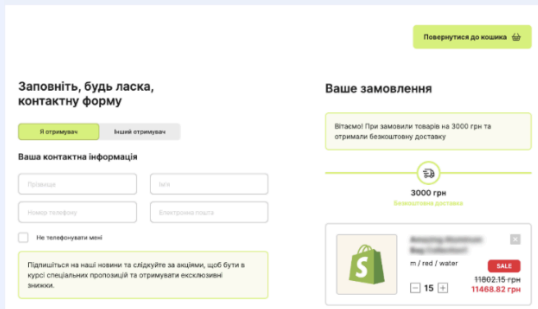 Повернутися до кошика
Заповніть, будь ласка,
контактну форму
Я отримувач
Інший отримувач
Ваша контактна інформація
Прізвище
Імʼя
Номер телефону
Електронна пошта
Не телефонувати мені
Підпишіться на наші новини та слідкуйте за акціями, щоб бути в
курсі спеціальних пропозицій та отримувати ексклюзивні
знижки.
Ваше замовлення
Вітаємо! При замовили товарів на 3000 грн та
отримали безкоштовну доставку
3000 грн
Безкоштовна доставка
m / red / water
SALE
15
11802.15 грн
11468.82 грн